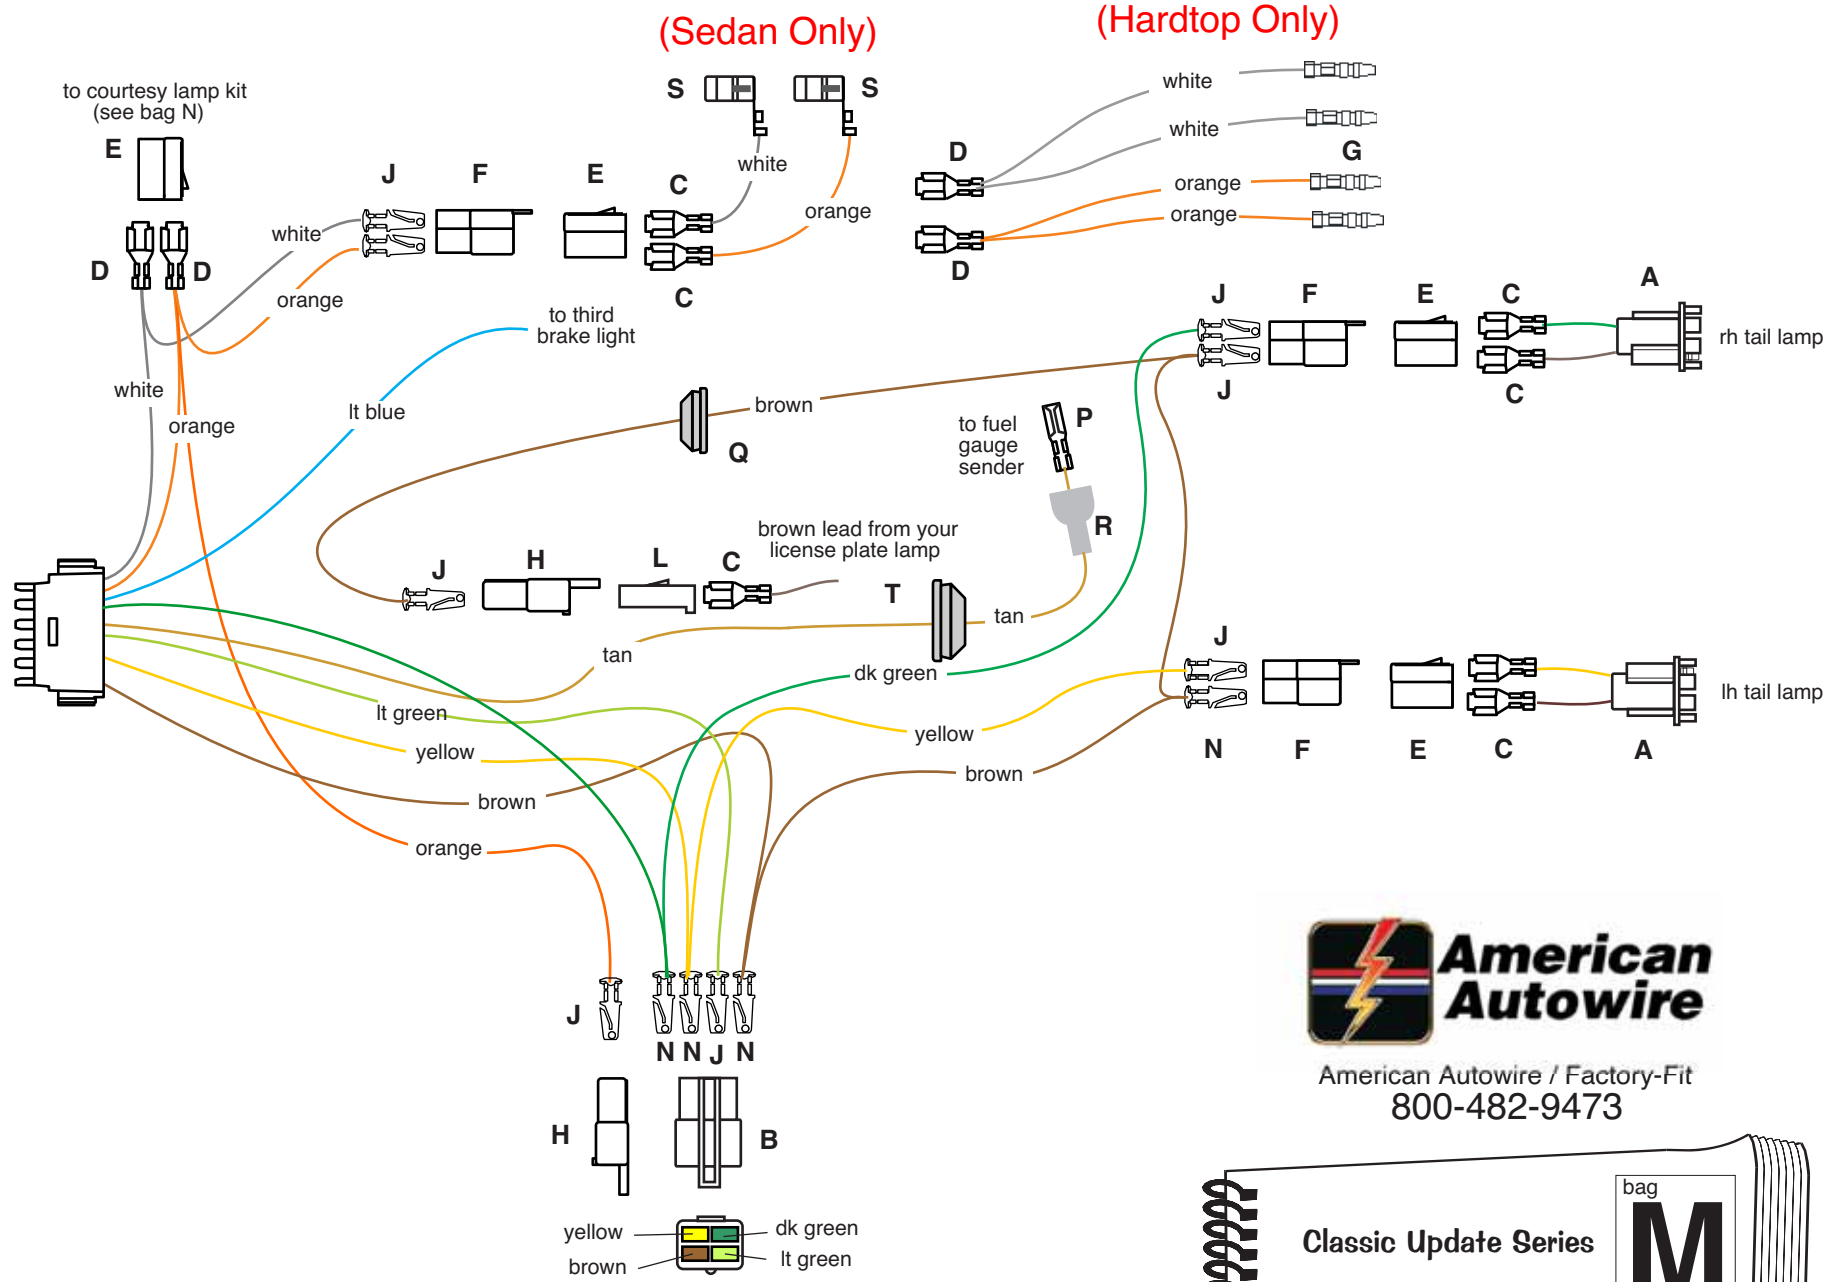 (Sedan Only)
(Hardtop Only)
to courtesy lamp kit
(see bag N)
E
S
S
white
white
D
G
orange
orange
D
white
orange
J
F
E
C
C
white
orange
D
D
white
orange
to third
brake light
lt blue
J
F
E
C
A
rh tail lamp
J
C
brown
Q
to fuel
gauge
sender
P
R
brown lead from your
license plate lamp
J
H
L
C
T
tan
tan
dk green
J
lh tail lamp
N
F
E
C
A
lt green
yellow
yellow
brown
brown
orange
J
N
N
J
N
H
B
yellow
dk green
brown
lt green
American
Autowire
American Autowire / Factory-Fit
800-482-9473
Classic Update Series
bag
M